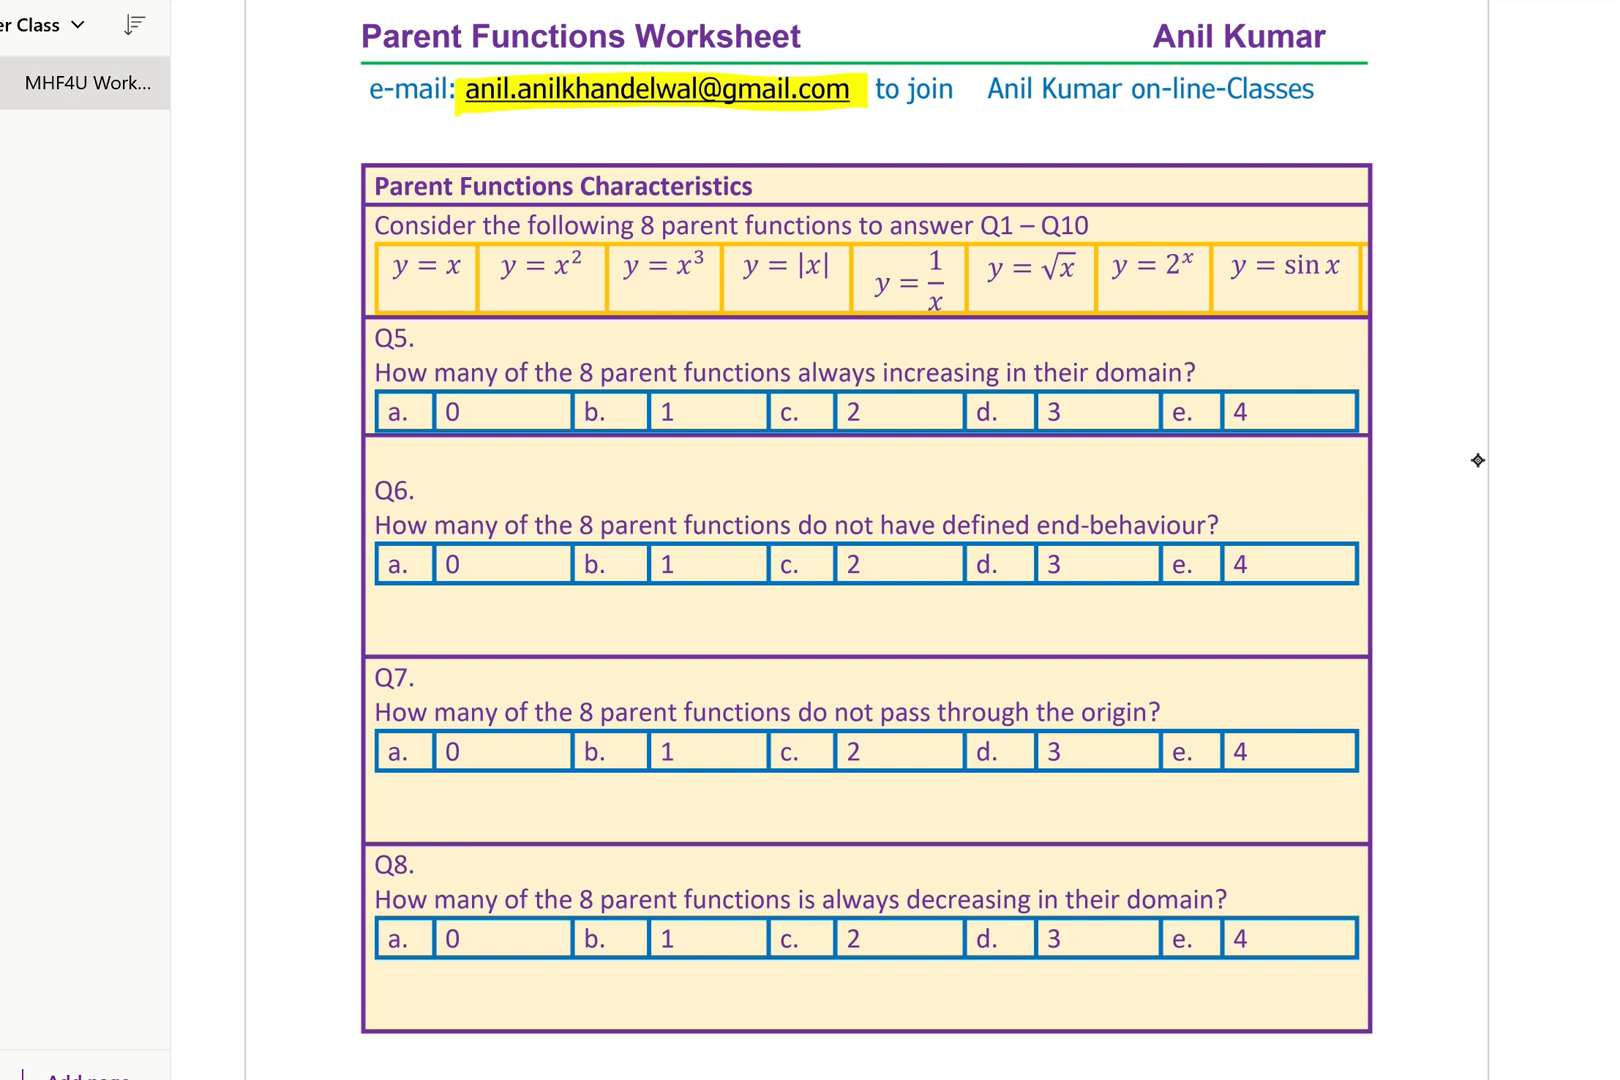 er Class
MHF4U Work...
Parent Functions Worksheet Anil Kumar
e-mail: anil.anilkhandelwal@gmail.com to join Anil Kumar on-line-Classes
Parent Functions Characteristics
Consider the following 8 parent functions to answer Q1 – Q10
y = x y = x² y = x³ y = |x| y = 1/x y = √x y = 2ˣ y = sin x
Q5.
How many of the 8 parent functions always increasing in their domain?
a. 0 b. 1 c. 2 d. 3 e. 4
Q6.
How many of the 8 parent functions do not have defined end-behaviour?
a. 0 b. 1 c. 2 d. 3 e. 4
Q7.
How many of the 8 parent functions do not pass through the origin?
a. 0 b. 1 c. 2 d. 3 e. 4
Q8.
How many of the 8 parent functions is always decreasing in their domain?
a. 0 b. 1 c. 2 d. 3 e. 4